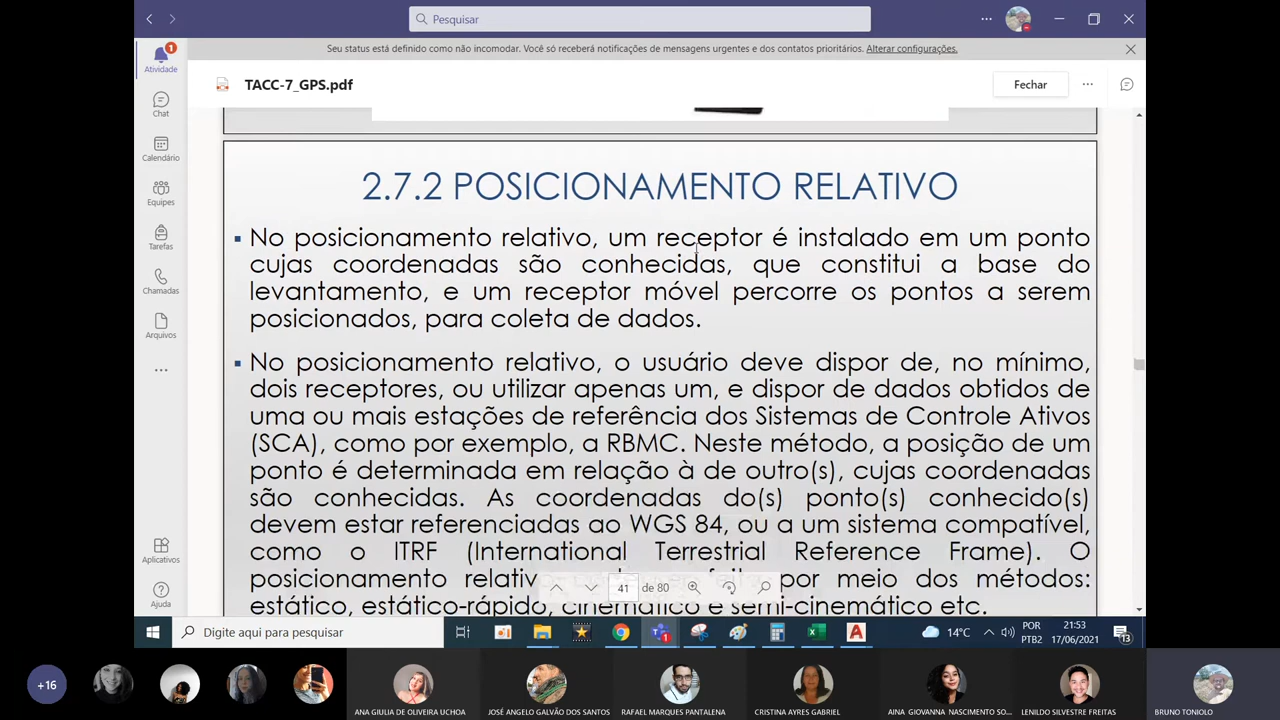 Pesquisar
Seu status está definido como não incomodar. Você só receberá notificações de mensagens urgentes e dos contatos prioritários. Alterar configurações.
1
Atividade
Chat
Calendário
Equipes
Tarefas
Chamadas
Arquivos
Aplicativos
Ajuda
TACC-7_GPS.pdf
Fechar
2.7.2 POSICIONAMENTO RELATIVO
▪ No posicionamento relativo, um receptor é instalado em um ponto
cujas coordenadas são conhecidas, que constitui a base do
levantamento, e um receptor móvel percorre os pontos a serem
posicionados, para coleta de dados.
▪ No posicionamento relativo, o usuário deve dispor de, no mínimo,
dois receptores, ou utilizar apenas um, e dispor de dados obtidos de
uma ou mais estações de referência dos Sistemas de Controle Ativos
(SCA), como por exemplo, a RBMC. Neste método, a posição de um
ponto é determinada em relação à de outro(s), cujas coordenadas
são conhecidas. As coordenadas do(s) ponto(s) conhecido(s)
devem estar referenciadas ao WGS 84, ou a um sistema compatível,
como o ITRF (International Terrestrial Reference Frame). O
posicionamento por meio dos métodos:
estático, estático-rápido, cinemático e semi-cinemático etc.
41 de 80
Digite aqui para pesquisar
1
14°C
POR
PTB2
21:53
17/06/2021
13
+16
ANA GIULIA DE OLIVEIRA UCHOA
JOSÉ ANGELO GALVÃO DOS SANTOS
RAFAEL MARQUES PANTALENA
CRISTINA AYRES GABRIEL
AINA GIOVANNA NASCIMENTO SO...
LENILDO SILVESTRE FREITAS
BRUNO TONIOLO